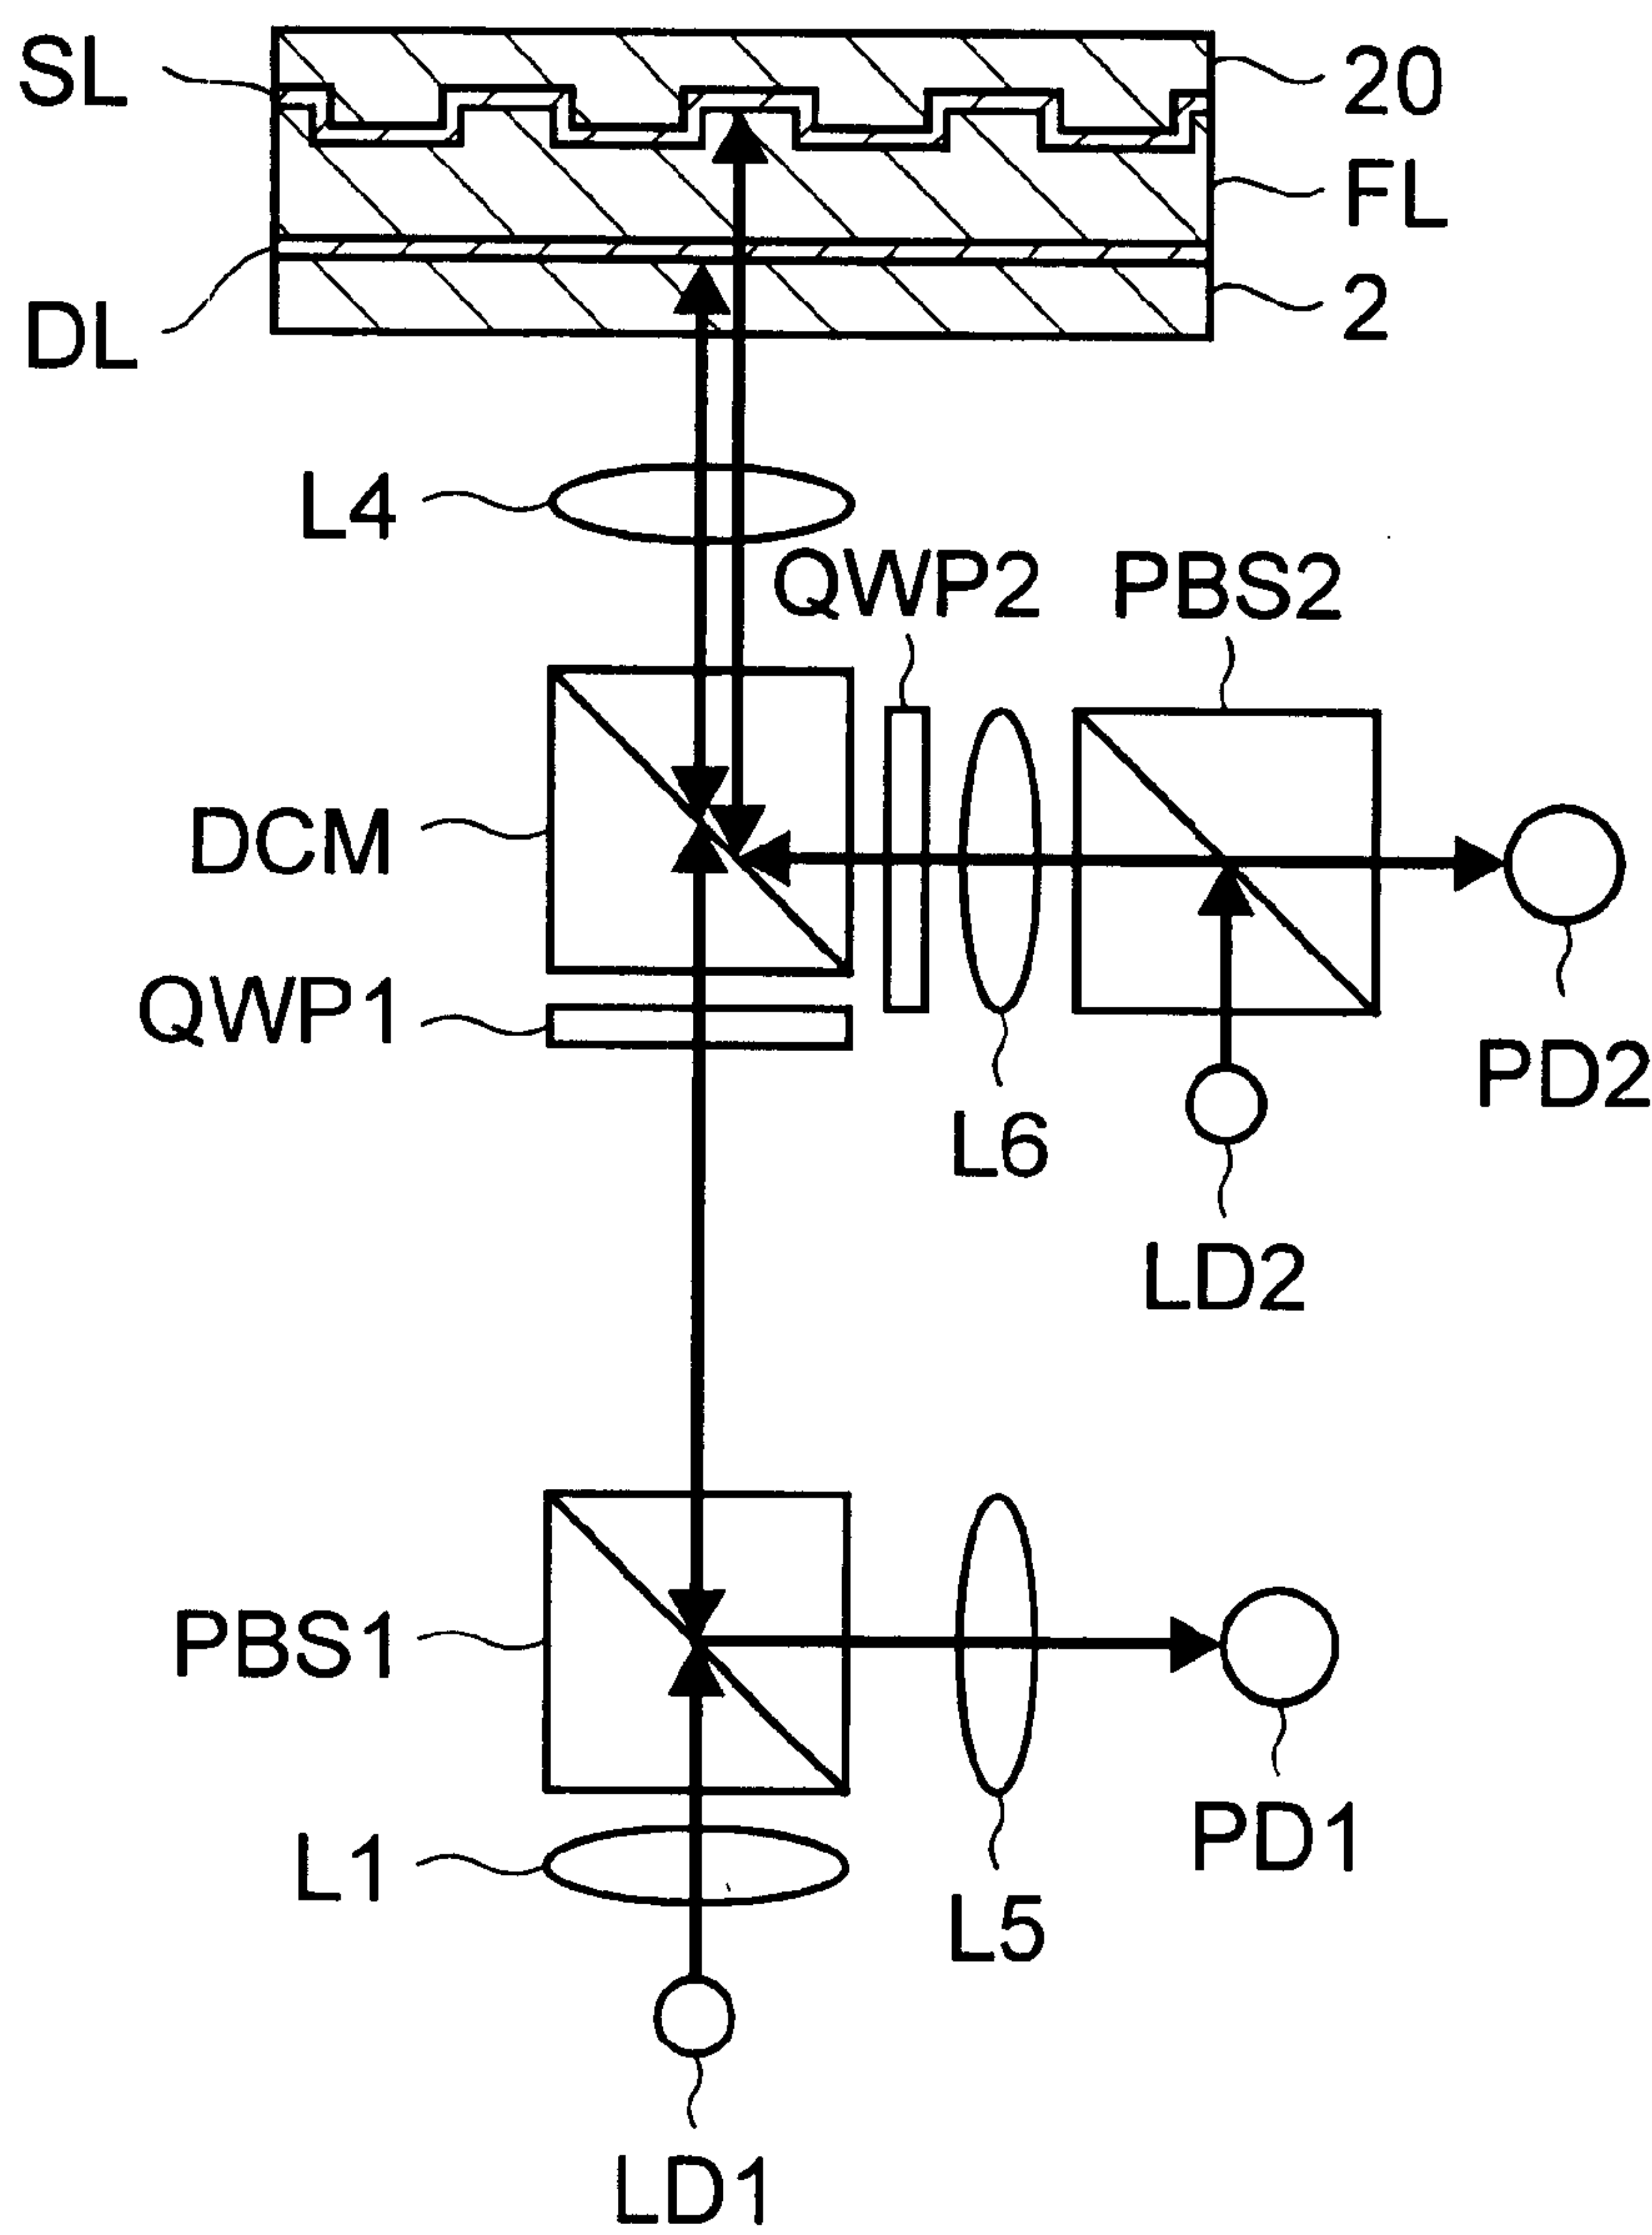 SL
20
FL
DL
2
L4
QWP2
PBS2
DCM
QWP1
PD2
L6
LD2
PBS1
PD1
L1
L5
LD1